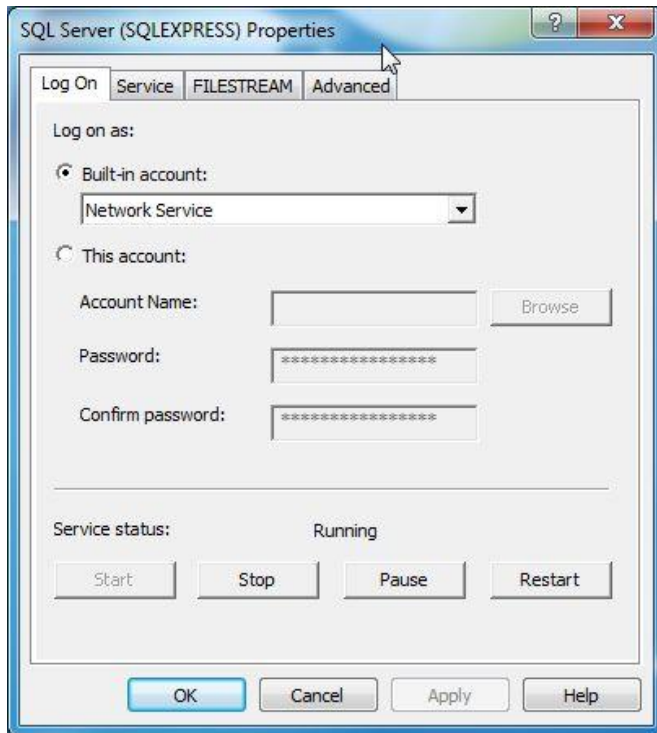 SQL Server (SQLEXPRESS) Properties
Log On Service FILESTREAM Advanced
Log on as:
Built-in account:
Network Service
This account:
Account Name: Browse
Password: ****************
Confirm password: ****************
Service status: Running
Start Stop Pause Restart
OK Cancel Apply Help